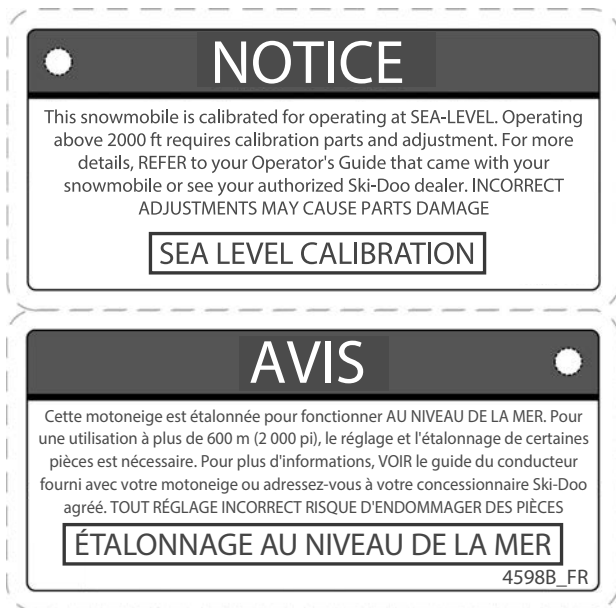 NOTICE
This snowmobile is calibrated for operating at SEA-LEVEL. Operating
above 2000 ft requires calibration parts and adjustment. For more
details, REFER to your Operator's Guide that came with your
snowmobile or see your authorized Ski-Doo dealer. INCORRECT
ADJUSTMENTS MAY CAUSE PARTS DAMAGE
SEA LEVEL CALIBRATION
AVIS
Cette motoneige est étalonnée pour fonctionner AU NIVEAU DE LA MER. Pour
une utilisation à plus de 600 m (2 000 pi), le réglage et l'étalonnage de certaines
pièces est nécessaire. Pour plus d'informations, VOIR le guide du conducteur
fourni avec votre motoneige ou adressez-vous à votre concessionnaire Ski-Doo
agréé. TOUT RÉGLAGE INCORRECT RISQUE D'ENDOMMAGER DES PIÈCES
ÉTALONNAGE AU NIVEAU DE LA MER
4598B_FR